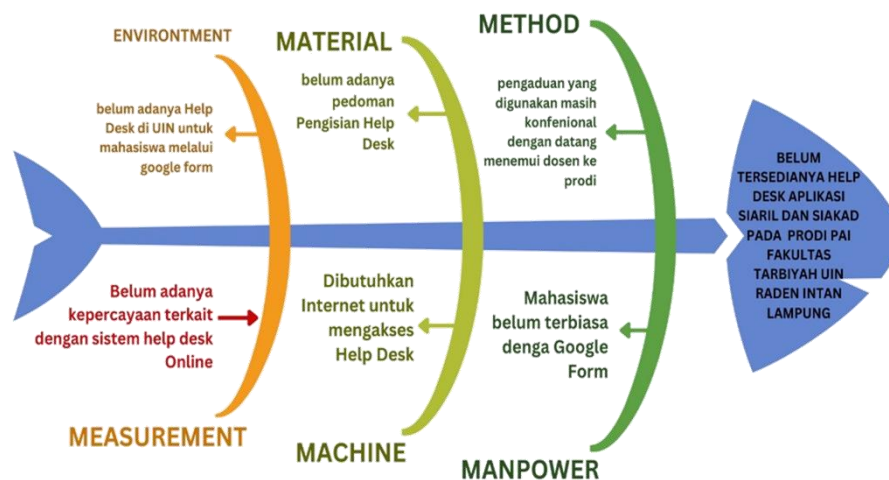 ENVIRONTMENT
belum adanya Help
Desk di UIN untuk
mahasiswa melalui
google form
MATERIAL
belum adanya
pedoman
Pengisian Help
Desk
METHOD
pengaduan yang
digunakan masih
konfenional
dengan datang
menemui dosen ke
prodi
BELUM
TERSEDIANYA HELP
DESK APLIKASI
SIARIL DAN SIAKAD
PADA PRODI PAI
FAKULTAS
TARBIYAH UIN
RADEN INTAN
LAMPUNG
Belum adanya
kepercayaan terkait
dengan sistem help desk
Online
MEASUREMENT
Dibutuhkan
Internet untuk
mengakses
Help Desk
MACHINE
Mahasiswa
belum terbiasa
denga Google
Form
MANPOWER